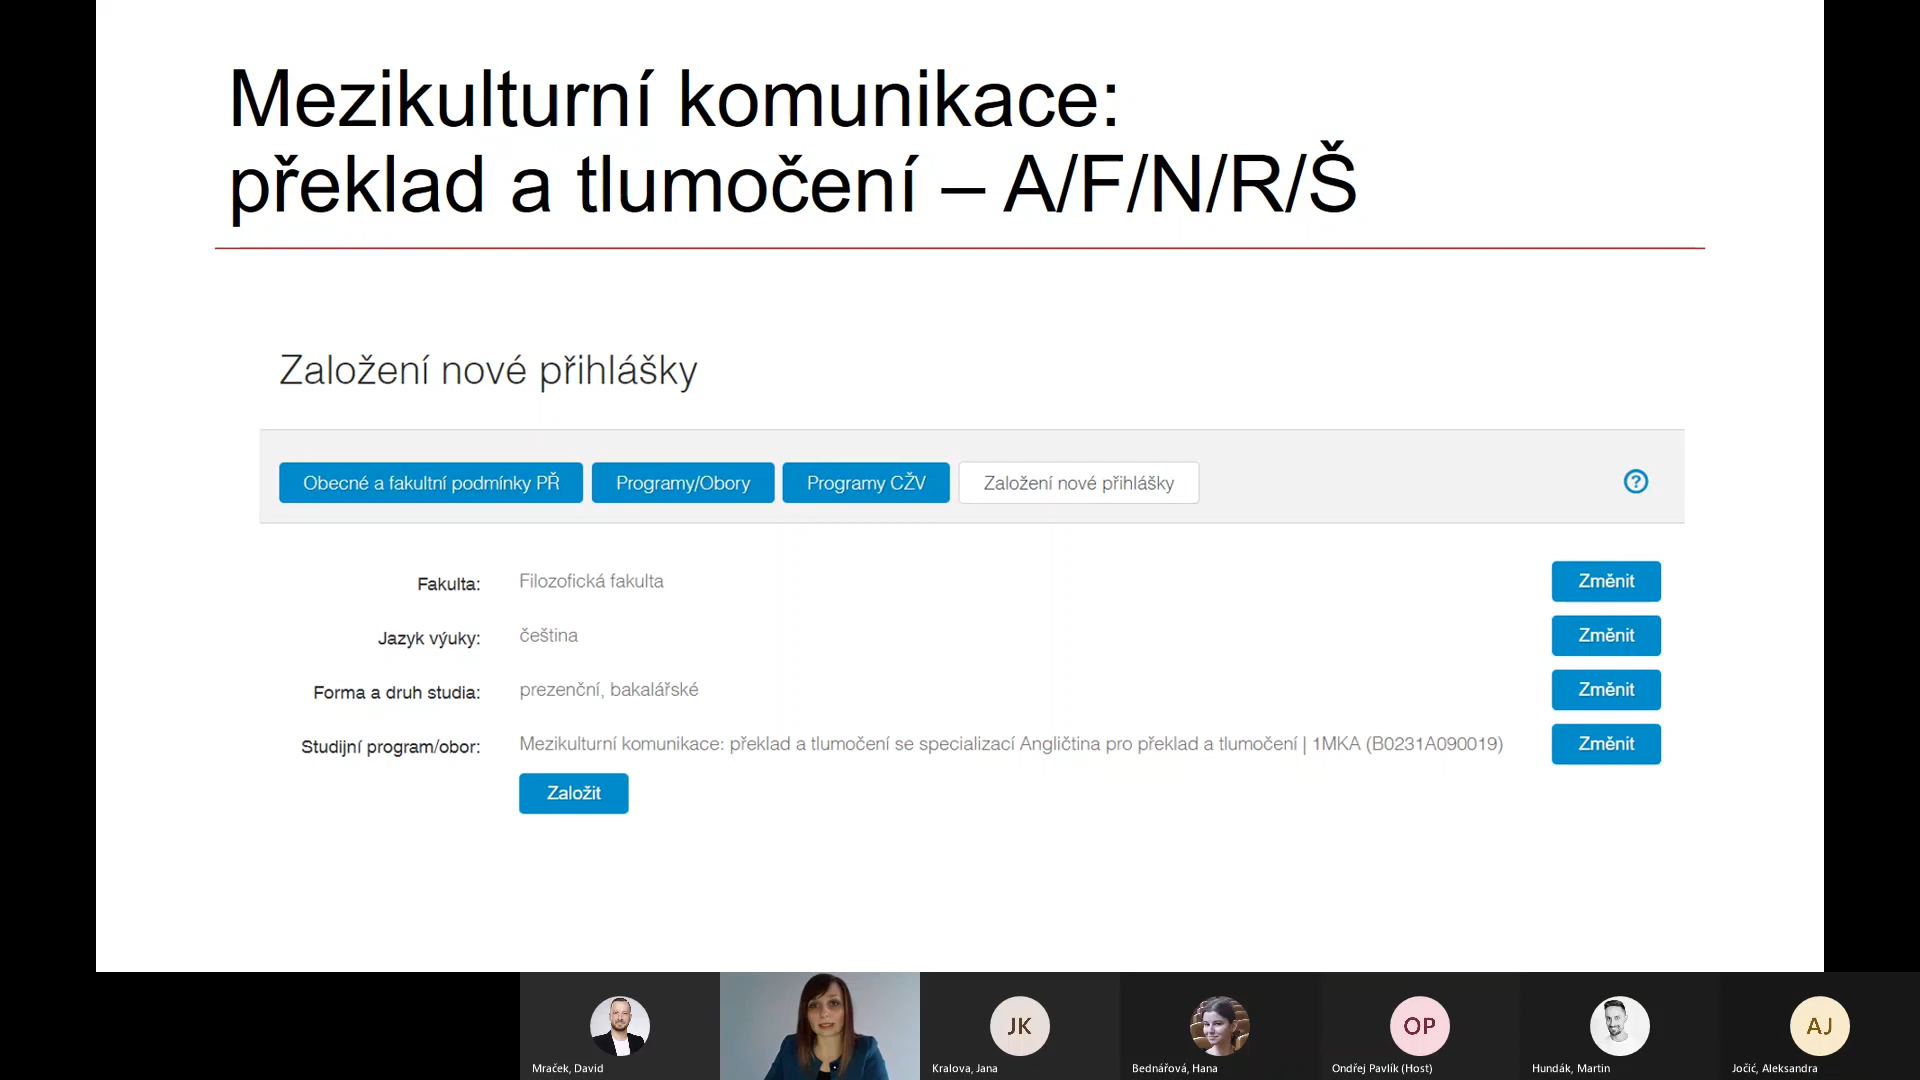 Mezikulturní komunikace:
překlad a tlumočení – A/F/N/R/Š
Založení nové přihlášky
Obecné a fakultní podmínky PŘ
Programy/Obory
Programy CŽV
Založení nové přihlášky
?
Fakulta: Filozofická fakulta Změnit
Jazyk výuky: čeština Změnit
Forma a druh studia: prezenční, bakalářské Změnit
Studijní program/obor: Mezikulturní komunikace: překlad a tlumočení se specializací Angličtina pro překlad a tlumočení | 1MKA (B0231A090019) Změnit
Založit
JK
OP
AJ
Mraček, David
Kralova, Jana
Bednářová, Hana
Ondřej Pavlík (Host)
Hundák, Martin
Jočić, Aleksandra